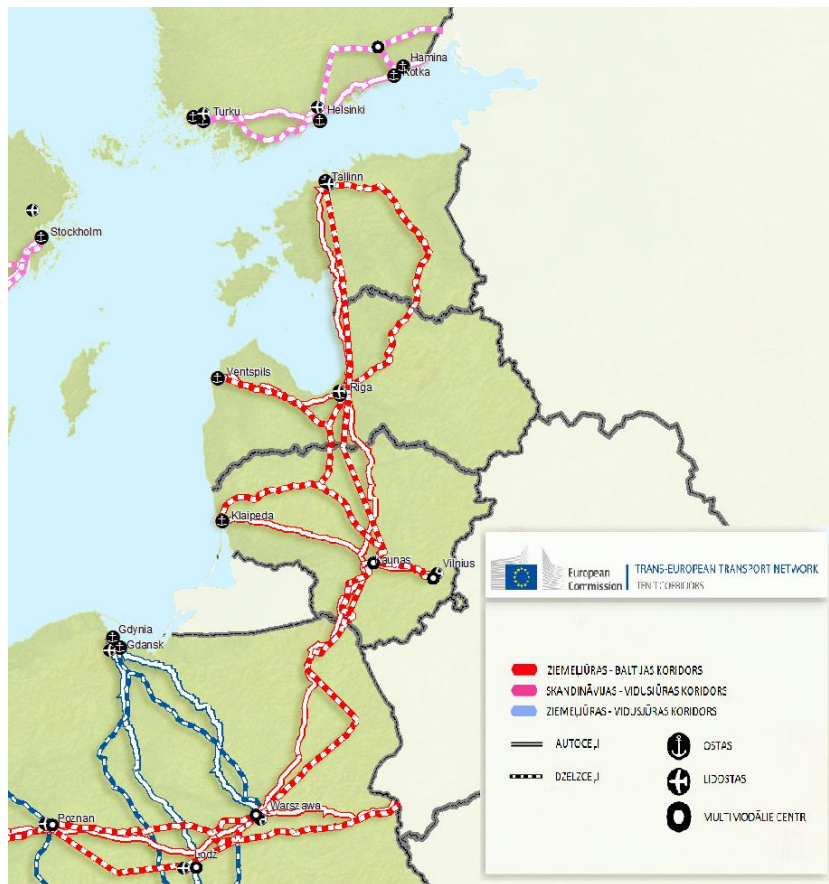 Hamina
Kotka
Turku
Helsinki
Tallinn
Stockholm
Ventspils
Riga
Klaipeda
Kaunas
Vilnius
Gdynia
Gdansk
Warszawa
Poznan
Lodz
European
Commission
TRANS-EUROPEAN TRANSPORT NETWORK
TEN-T CORRIDORS
ZIEMEĻJŪRAS - BALTIJAS KORIDORS
SKANDINĀVIJAS - VIDUSJŪRAS KORIDORS
ZIEMEĻJŪRAS - VIDUSJŪRAS KORIDORS
AUTOCEĻI
OSTAS
DZELZCEĻI
LIDOSTAS
MULTIMODĀLIE CENTR